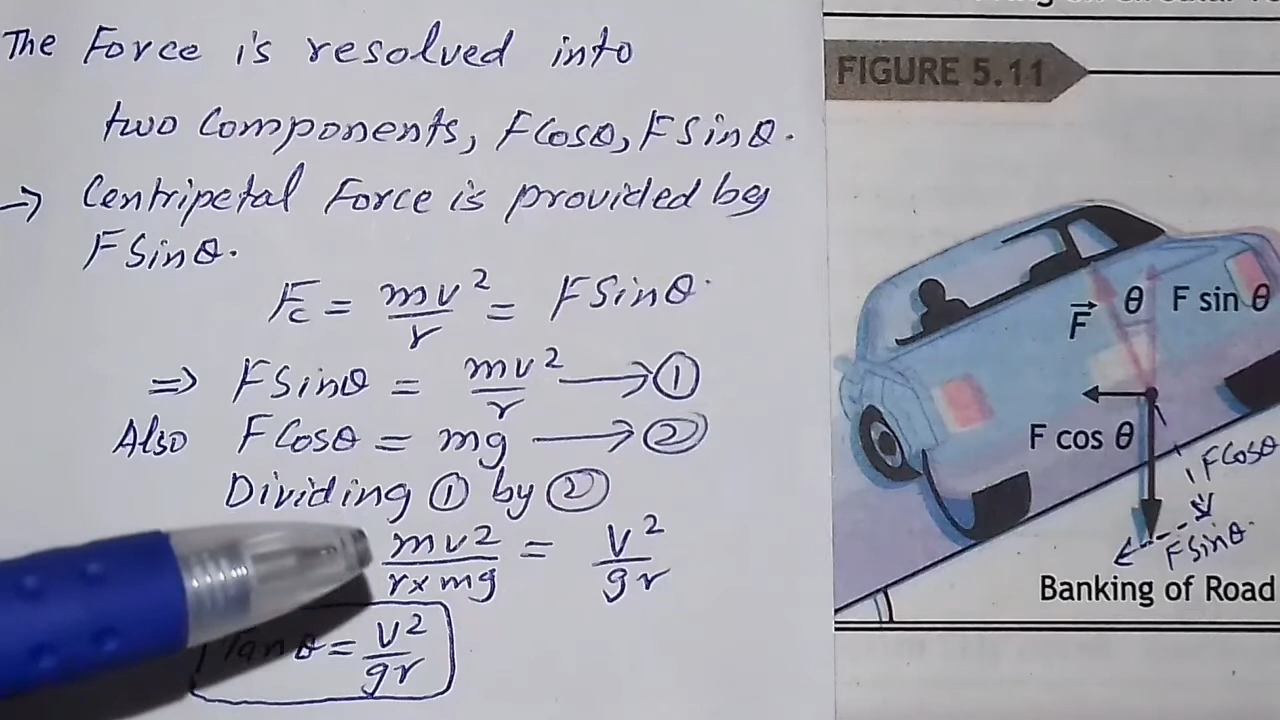 The Force is resolved into
two Components, FCosθ, FSinθ.
→ Centripetal Force is provided by
FSinθ.
Fc = mv²/r = FSinθ.
⇒ FSinθ = mv²/r → ①
Also FCosθ = mg → ②
Dividing ① by ②
mv2/r×mg = v²/gr
Tanθ = v²/gr
FIGURE 5.11
F⃗ θ F sin θ
F cos θ
FCosθ
FSinθ
Banking of Road